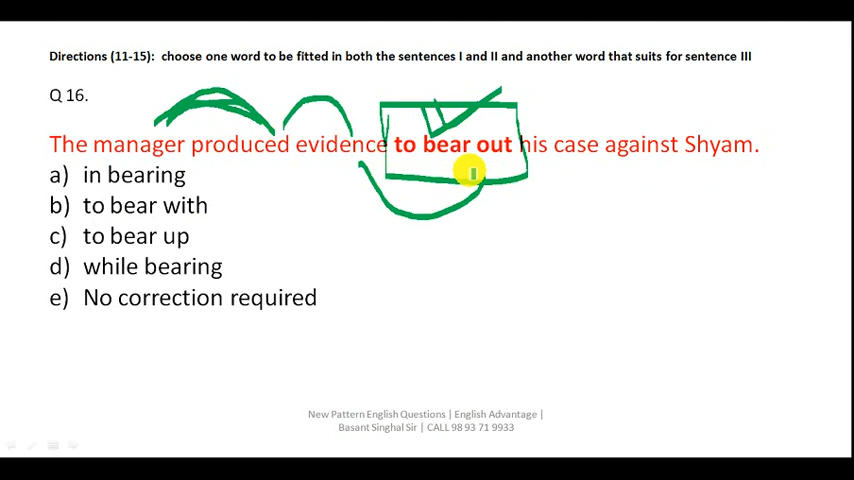 Directions (11-15): choose one word to be fitted in both the sentences I and II and another word that suits for sentence III
Q 16.
The manager produced evidence to bear out his case against Shyam.
a) in bearing
b) to bear with
c) to bear up
d) while bearing
e) No correction required
New Pattern English Questions | English Advantage |
Basant Singhal Sir | CALL 98 93 71 9933